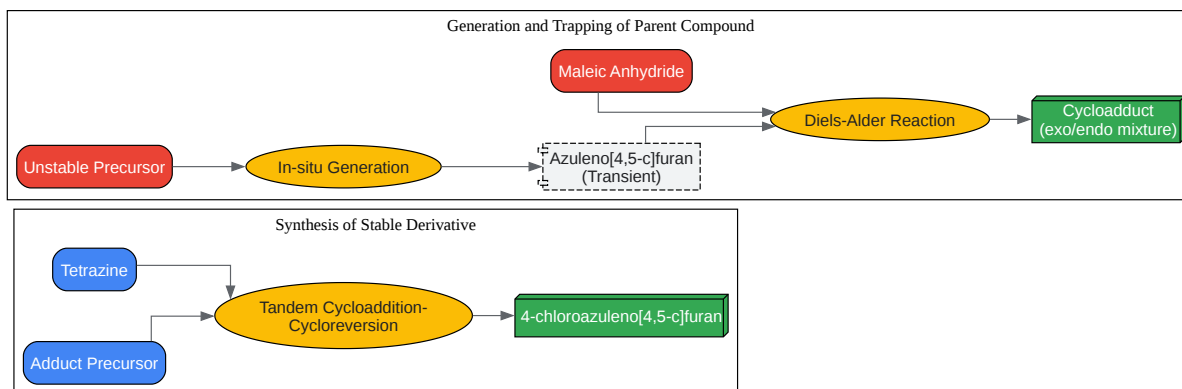 Generation and Trapping of Parent Compound
Maleic Anhydride
Diels-Alder Reaction
Cycloadduct
(exo/endo mixture)
Unstable Precursor
In-situ Generation
Azuleno[4,5-c]furan
(Transient)
Synthesis of Stable Derivative
Tetrazine
Tandem Cycloaddition-
Cycloreversion
4-chloroazuleno[4,5-c]furan
Adduct Precursor